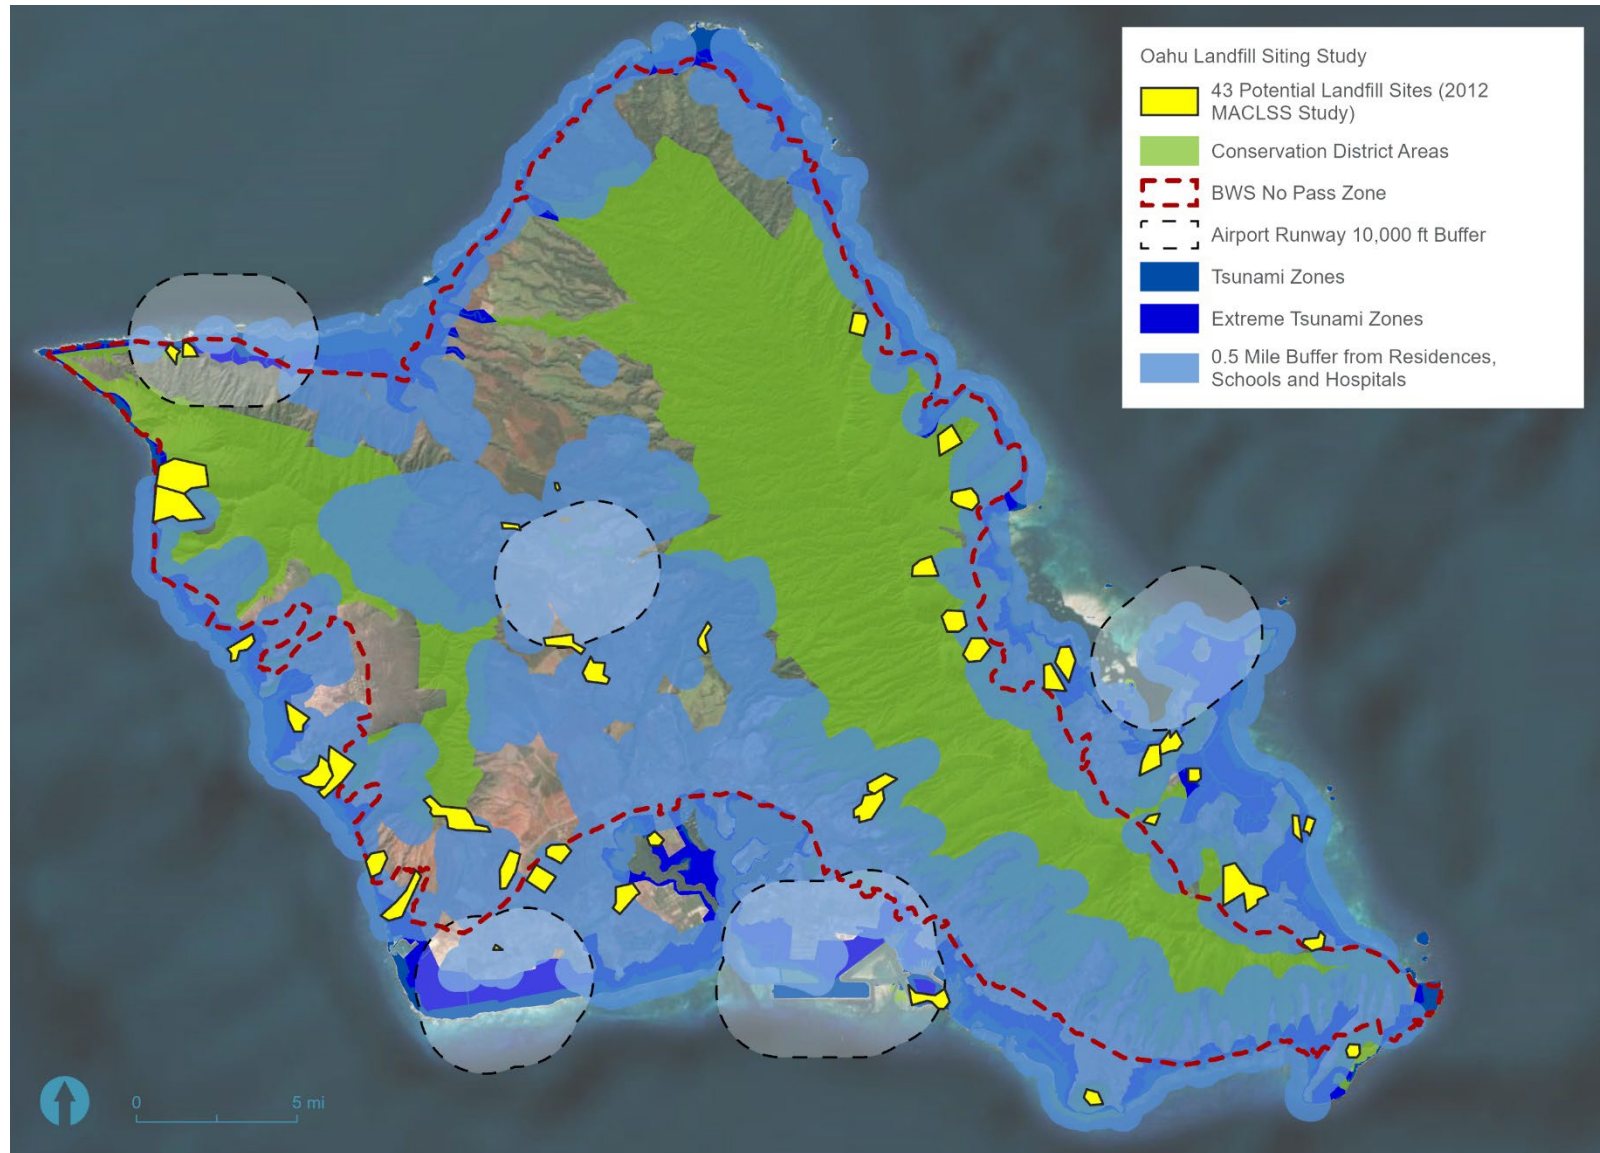 Oahu Landfill Siting Study
43 Potential Landfill Sites (2012
MACLSS Study)
Conservation District Areas
BWS No Pass Zone
Airport Runway 10,000 ft Buffer
Tsunami Zones
Extreme Tsunami Zones
0.5 Mile Buffer from Residences,
Schools and Hospitals
0 5 mi